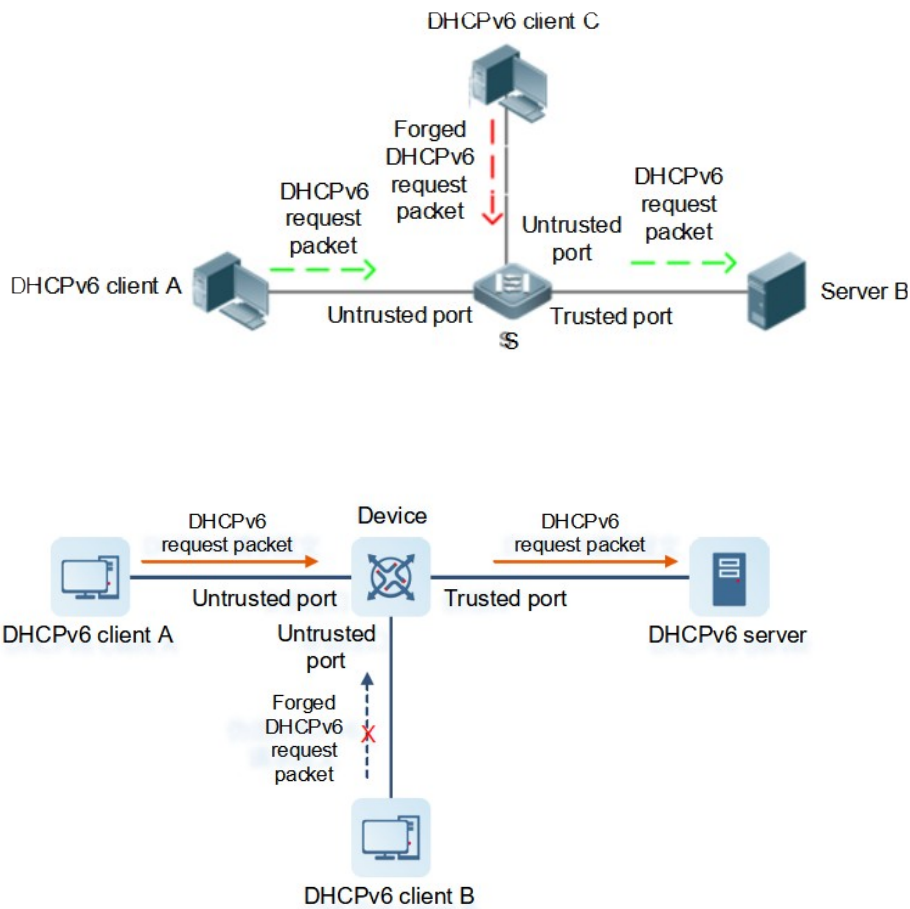 DHCPv6 client C
Forged
DHCPv6
request
packet
DHCPv6
request
packet
DHCPv6
request
packet
Untrusted
port
DHCPv6 client A
Untrusted port
Trusted port
Server B
S
DHCPv6
request packet
Device
DHCPv6
request packet
Untrusted port
Trusted port
DHCPv6 client A
Untrusted
port
DHCPv6 server
Forged
DHCPv6
request
packet
X
DHCPv6 client B